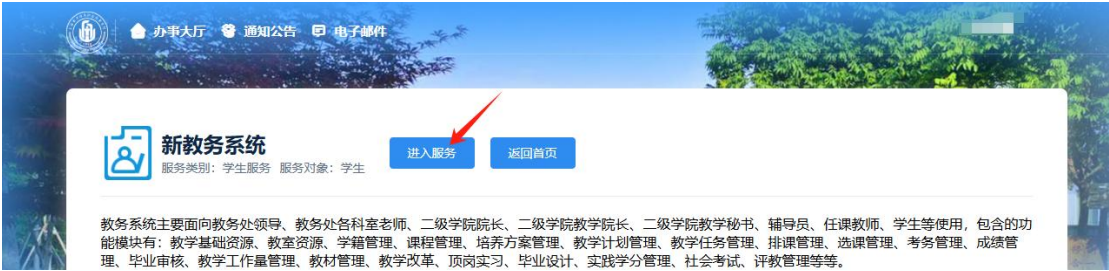 办事大厅 通知公告 电子邮件
新教务系统
服务类别：学生服务 服务对象：学生
进入服务 返回首页
教务系统主要面向教务处领导、教务处各科室老师、二级学院院长、二级学院教学院长、二级学院教学秘书、辅导员、任课教师、学生等使用，包含的功
能模块有：教学基础资源、教室资源、学籍管理、课程管理、培养方案管理、教学计划管理、教学任务管理、排课管理、选课管理、考务管理、成绩管
理、毕业审核、教学工作量管理、教材管理、教学改革、顶岗实习、毕业设计、实践学分管理、社会考试、评教管理等等。